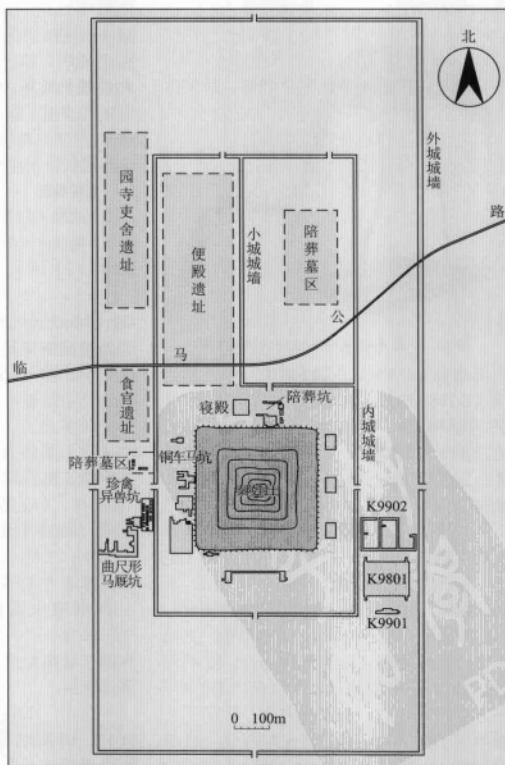 北
外城城墙
园寺吏舍遗址
便殿遗址
小城城墙
陪葬墓区
临
马
公
路
食官遗址
寝殿
陪葬坑
内城城墙
陪葬墓区
铜车马坑
珍禽
异兽坑
K9902
曲尺形
马厩坑
K9801
K9901
0 100m